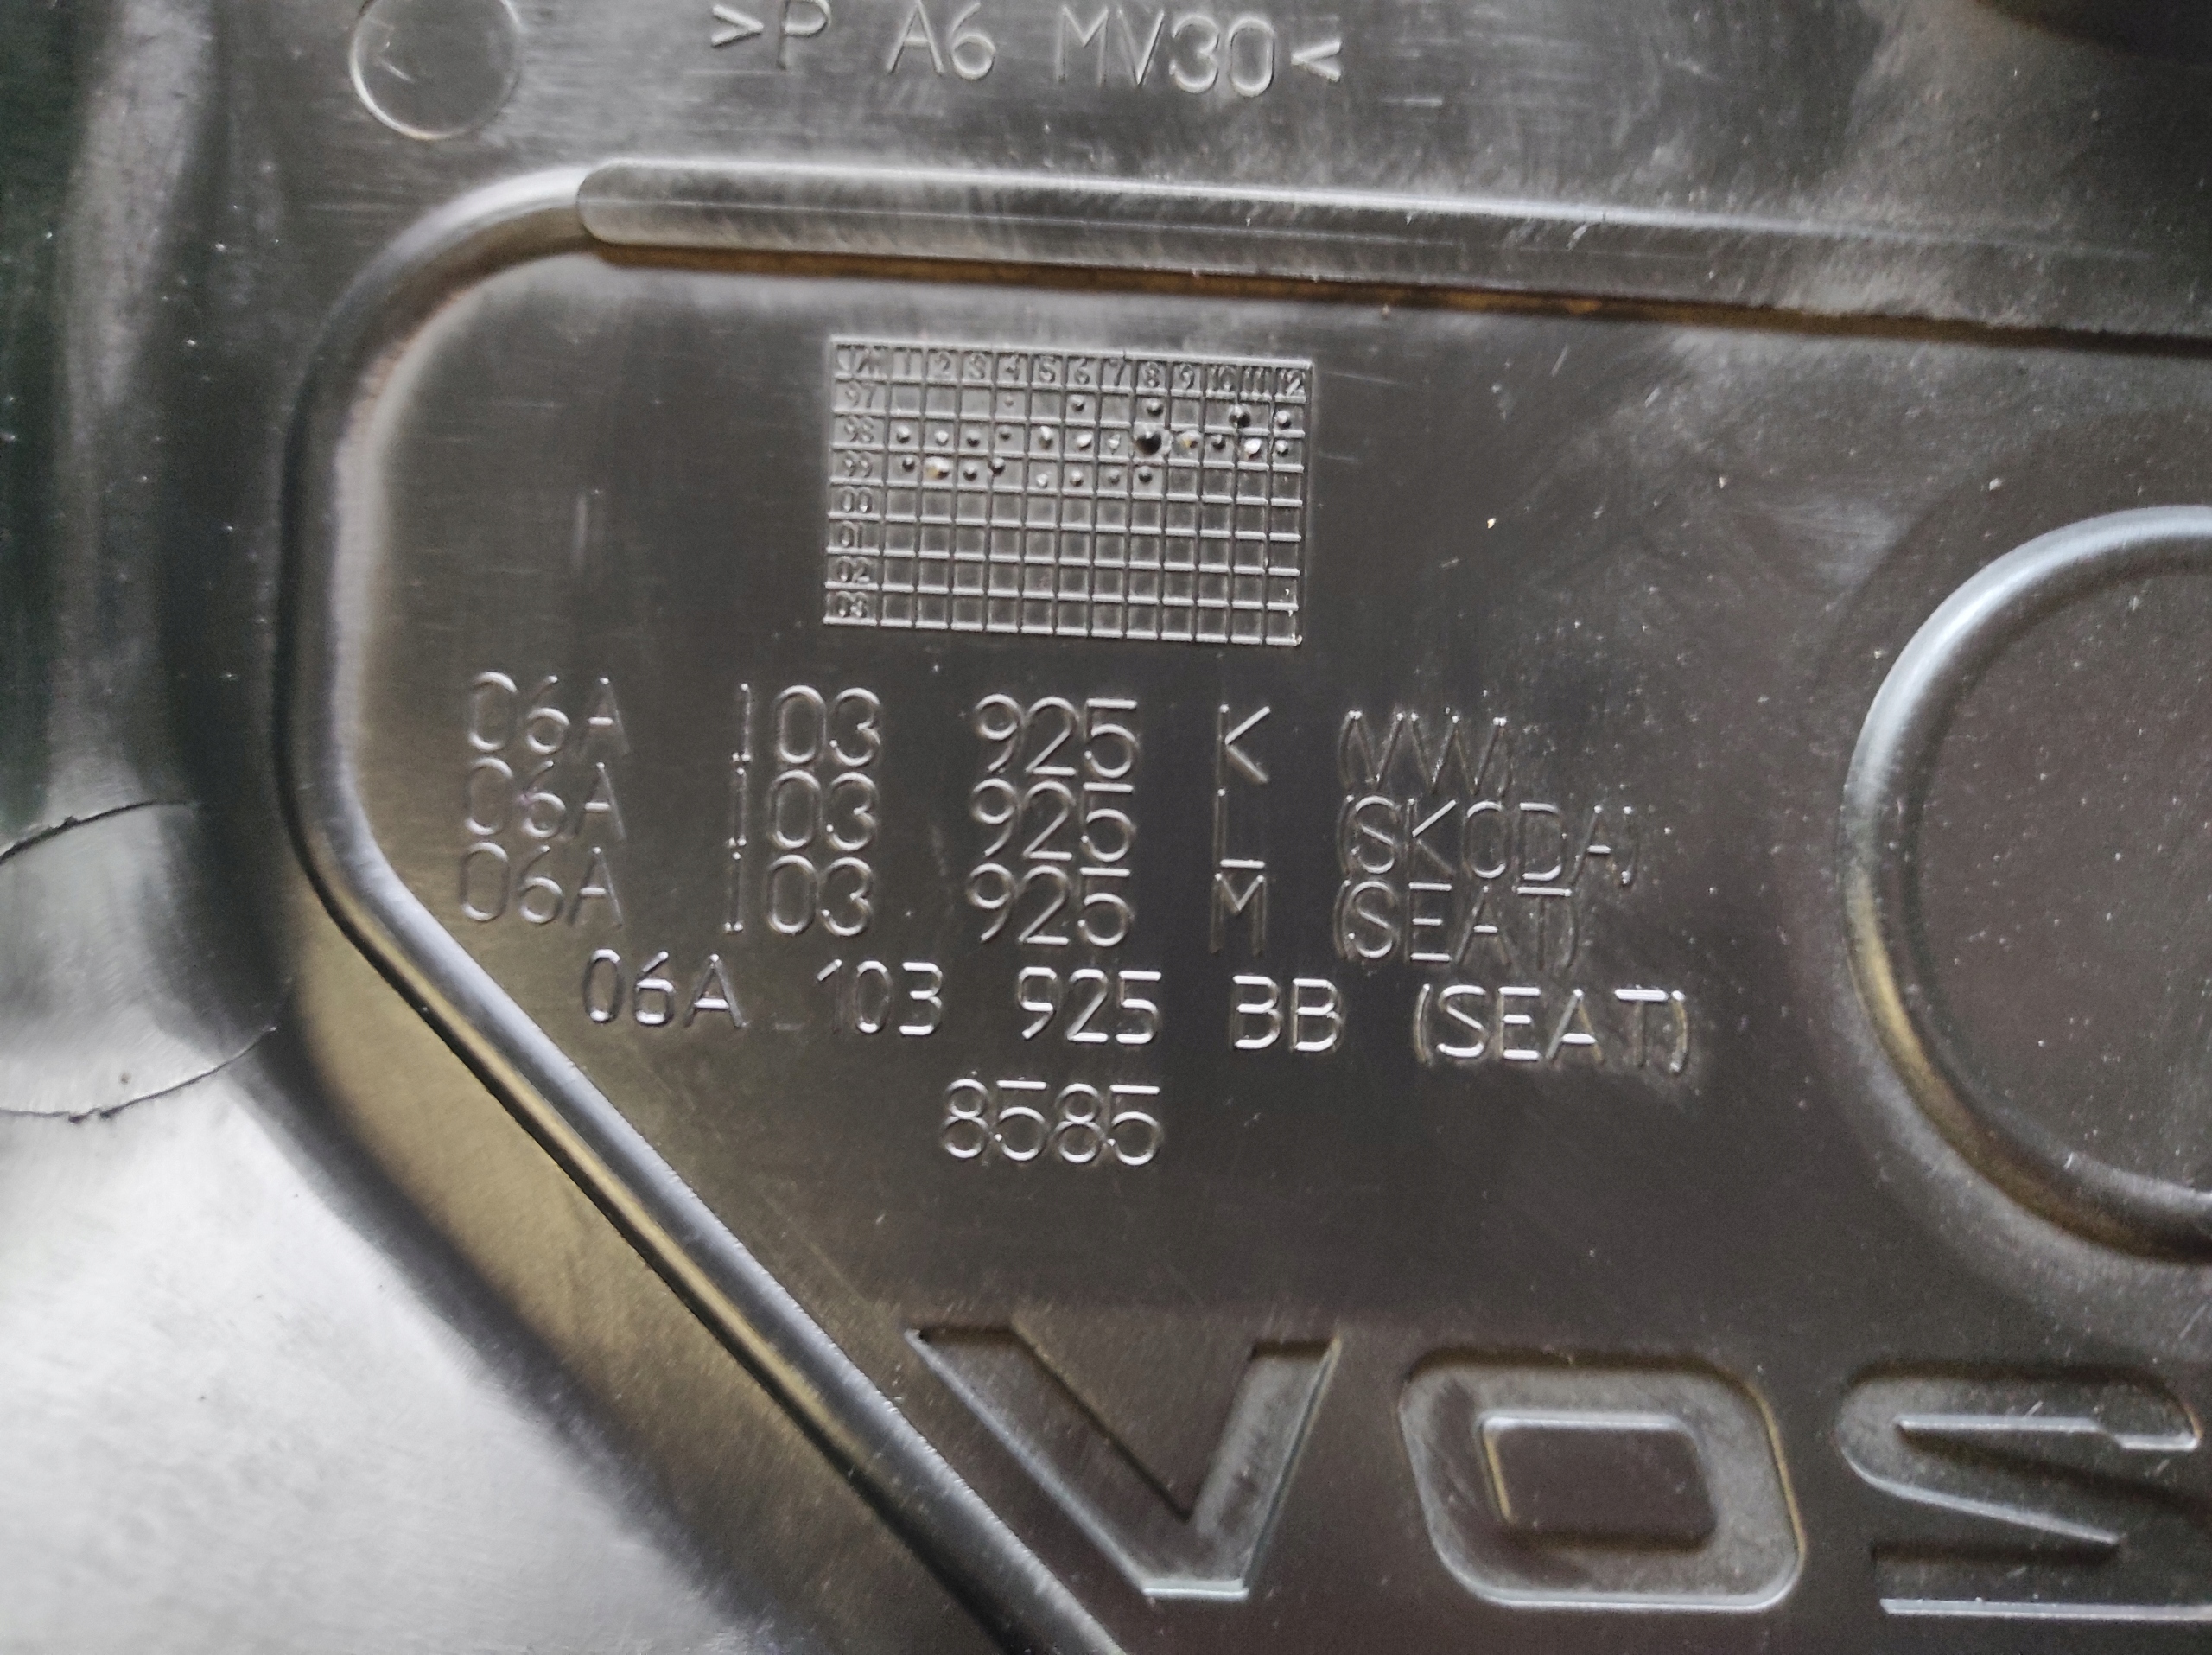 >P A6 MV30<
1 2 3 4 5 6 7 8 9 10 11 12
97
98
99
00
01
02
03
06A 103 925 K (VW)
06A 103 925 L (SKODA)
06A 103 925 M (SEAT)
06A 103 925 BB (SEAT)
8585
VOS